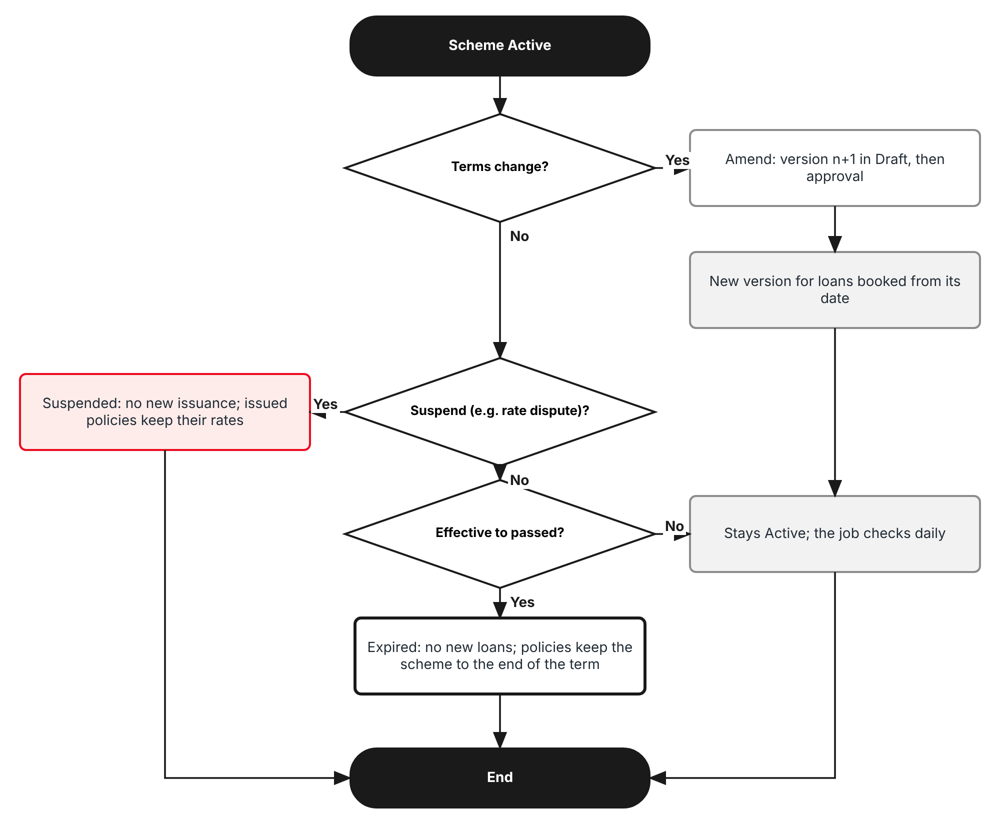 Scheme Active
Terms change?
Yes
Amend: version n+1 in Draft, then
approval
No
New version for loans booked from its
date
Suspended: no new issuance; issued
policies keep their rates
Yes
Suspend (e.g. rate dispute)?
No
Effective to passed?
No
Stays Active; the job checks daily
Yes
Expired: no new loans; policies keep the
scheme to the end of the term
End